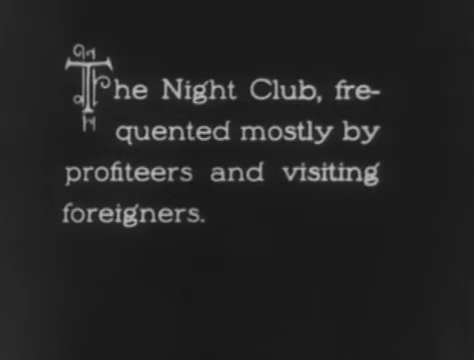 The Night Club, fre-
quented mostly by
profiteers and visiting
foreigners.